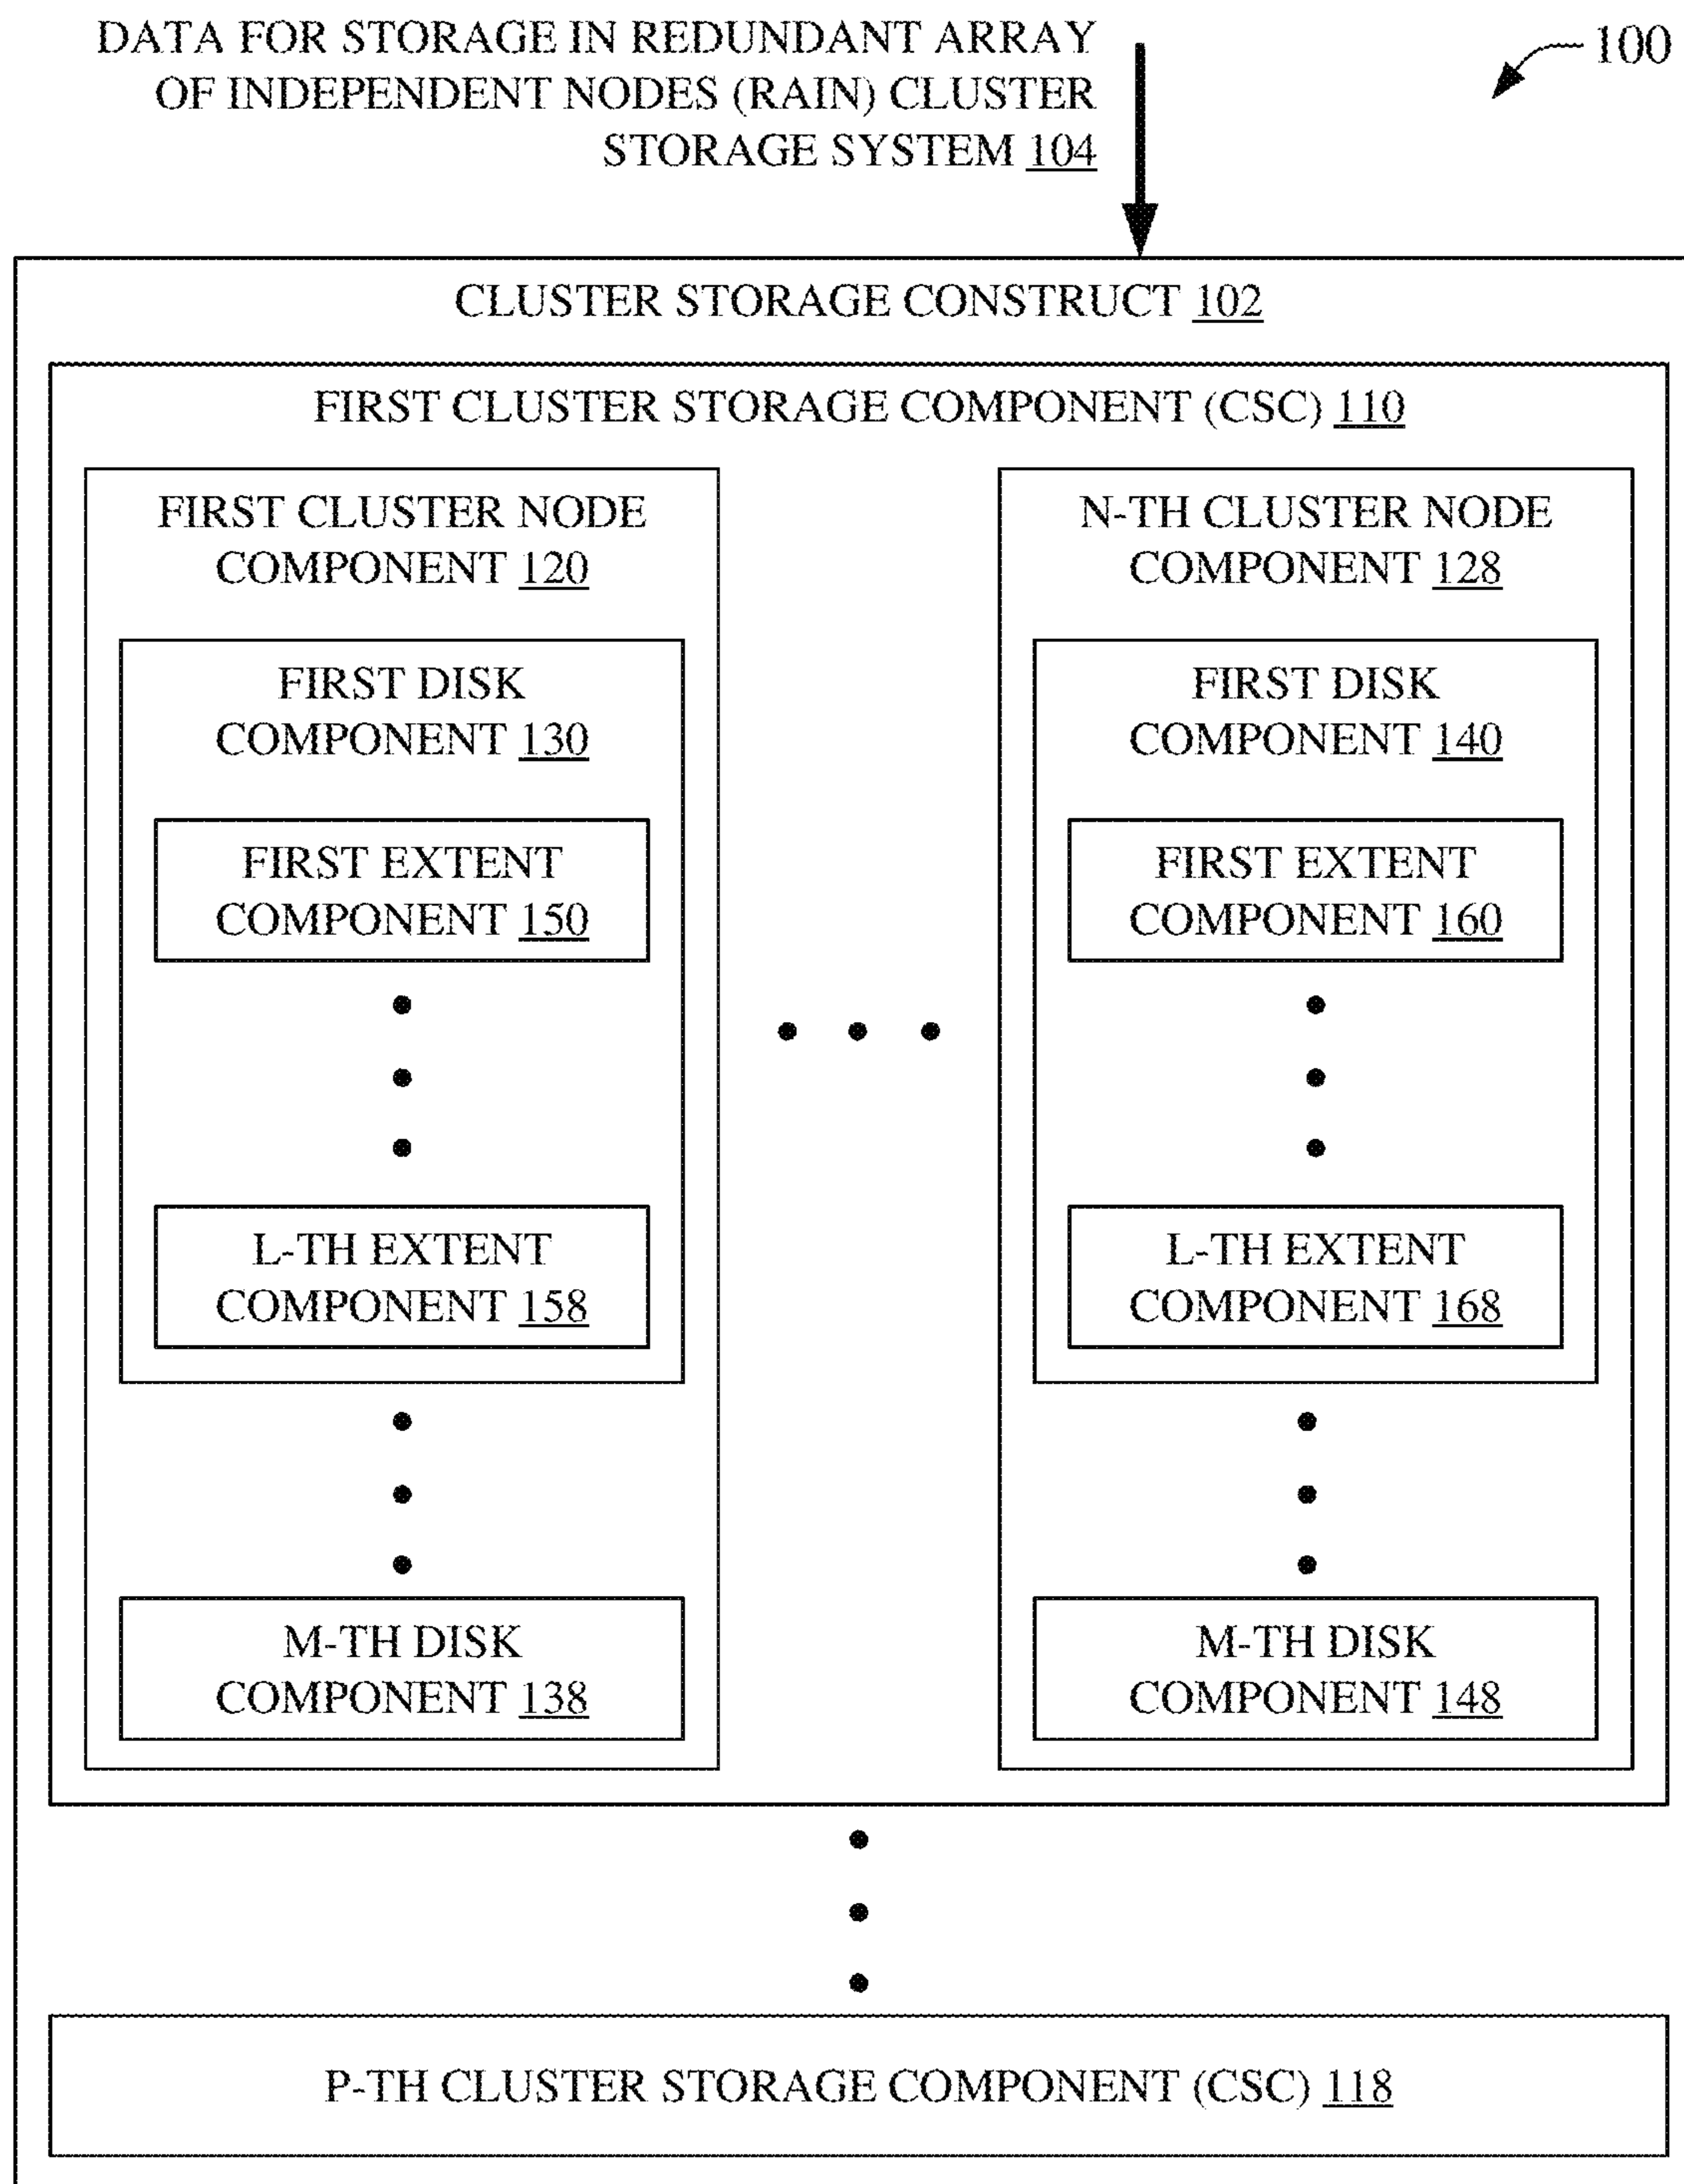 DATA FOR STORAGE IN REDUNDANT ARRAY
OF INDEPENDENT NODES (RAIN) CLUSTER
STORAGE SYSTEM 104
100
CLUSTER STORAGE CONSTRUCT 102
FIRST CLUSTER STORAGE COMPONENT (CSC) 110
FIRST CLUSTER NODE
COMPONENT 120
FIRST DISK
COMPONENT 130
FIRST EXTENT
COMPONENT 150
L-TH EXTENT
COMPONENT 158
M-TH DISK
COMPONENT 138
N-TH CLUSTER NODE
COMPONENT 128
FIRST DISK
COMPONENT 140
FIRST EXTENT
COMPONENT 160
L-TH EXTENT
COMPONENT 168
M-TH DISK
COMPONENT 148
P-TH CLUSTER STORAGE COMPONENT (CSC) 118